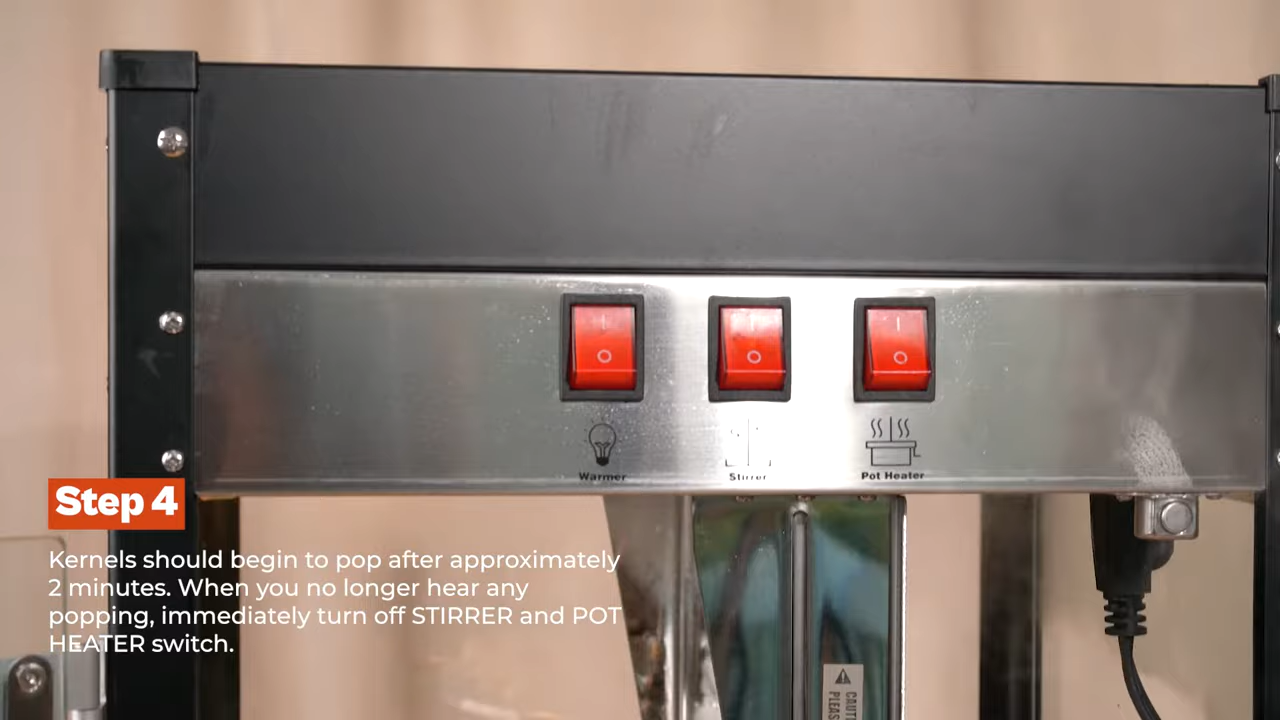 Warmer
Stirrer
Pot Heater
Step 4
Kernels should begin to pop after approximately
2 minutes. When you no longer hear any
popping, immediately turn off STIRRER and POT
HEATER switch.
PLEAS